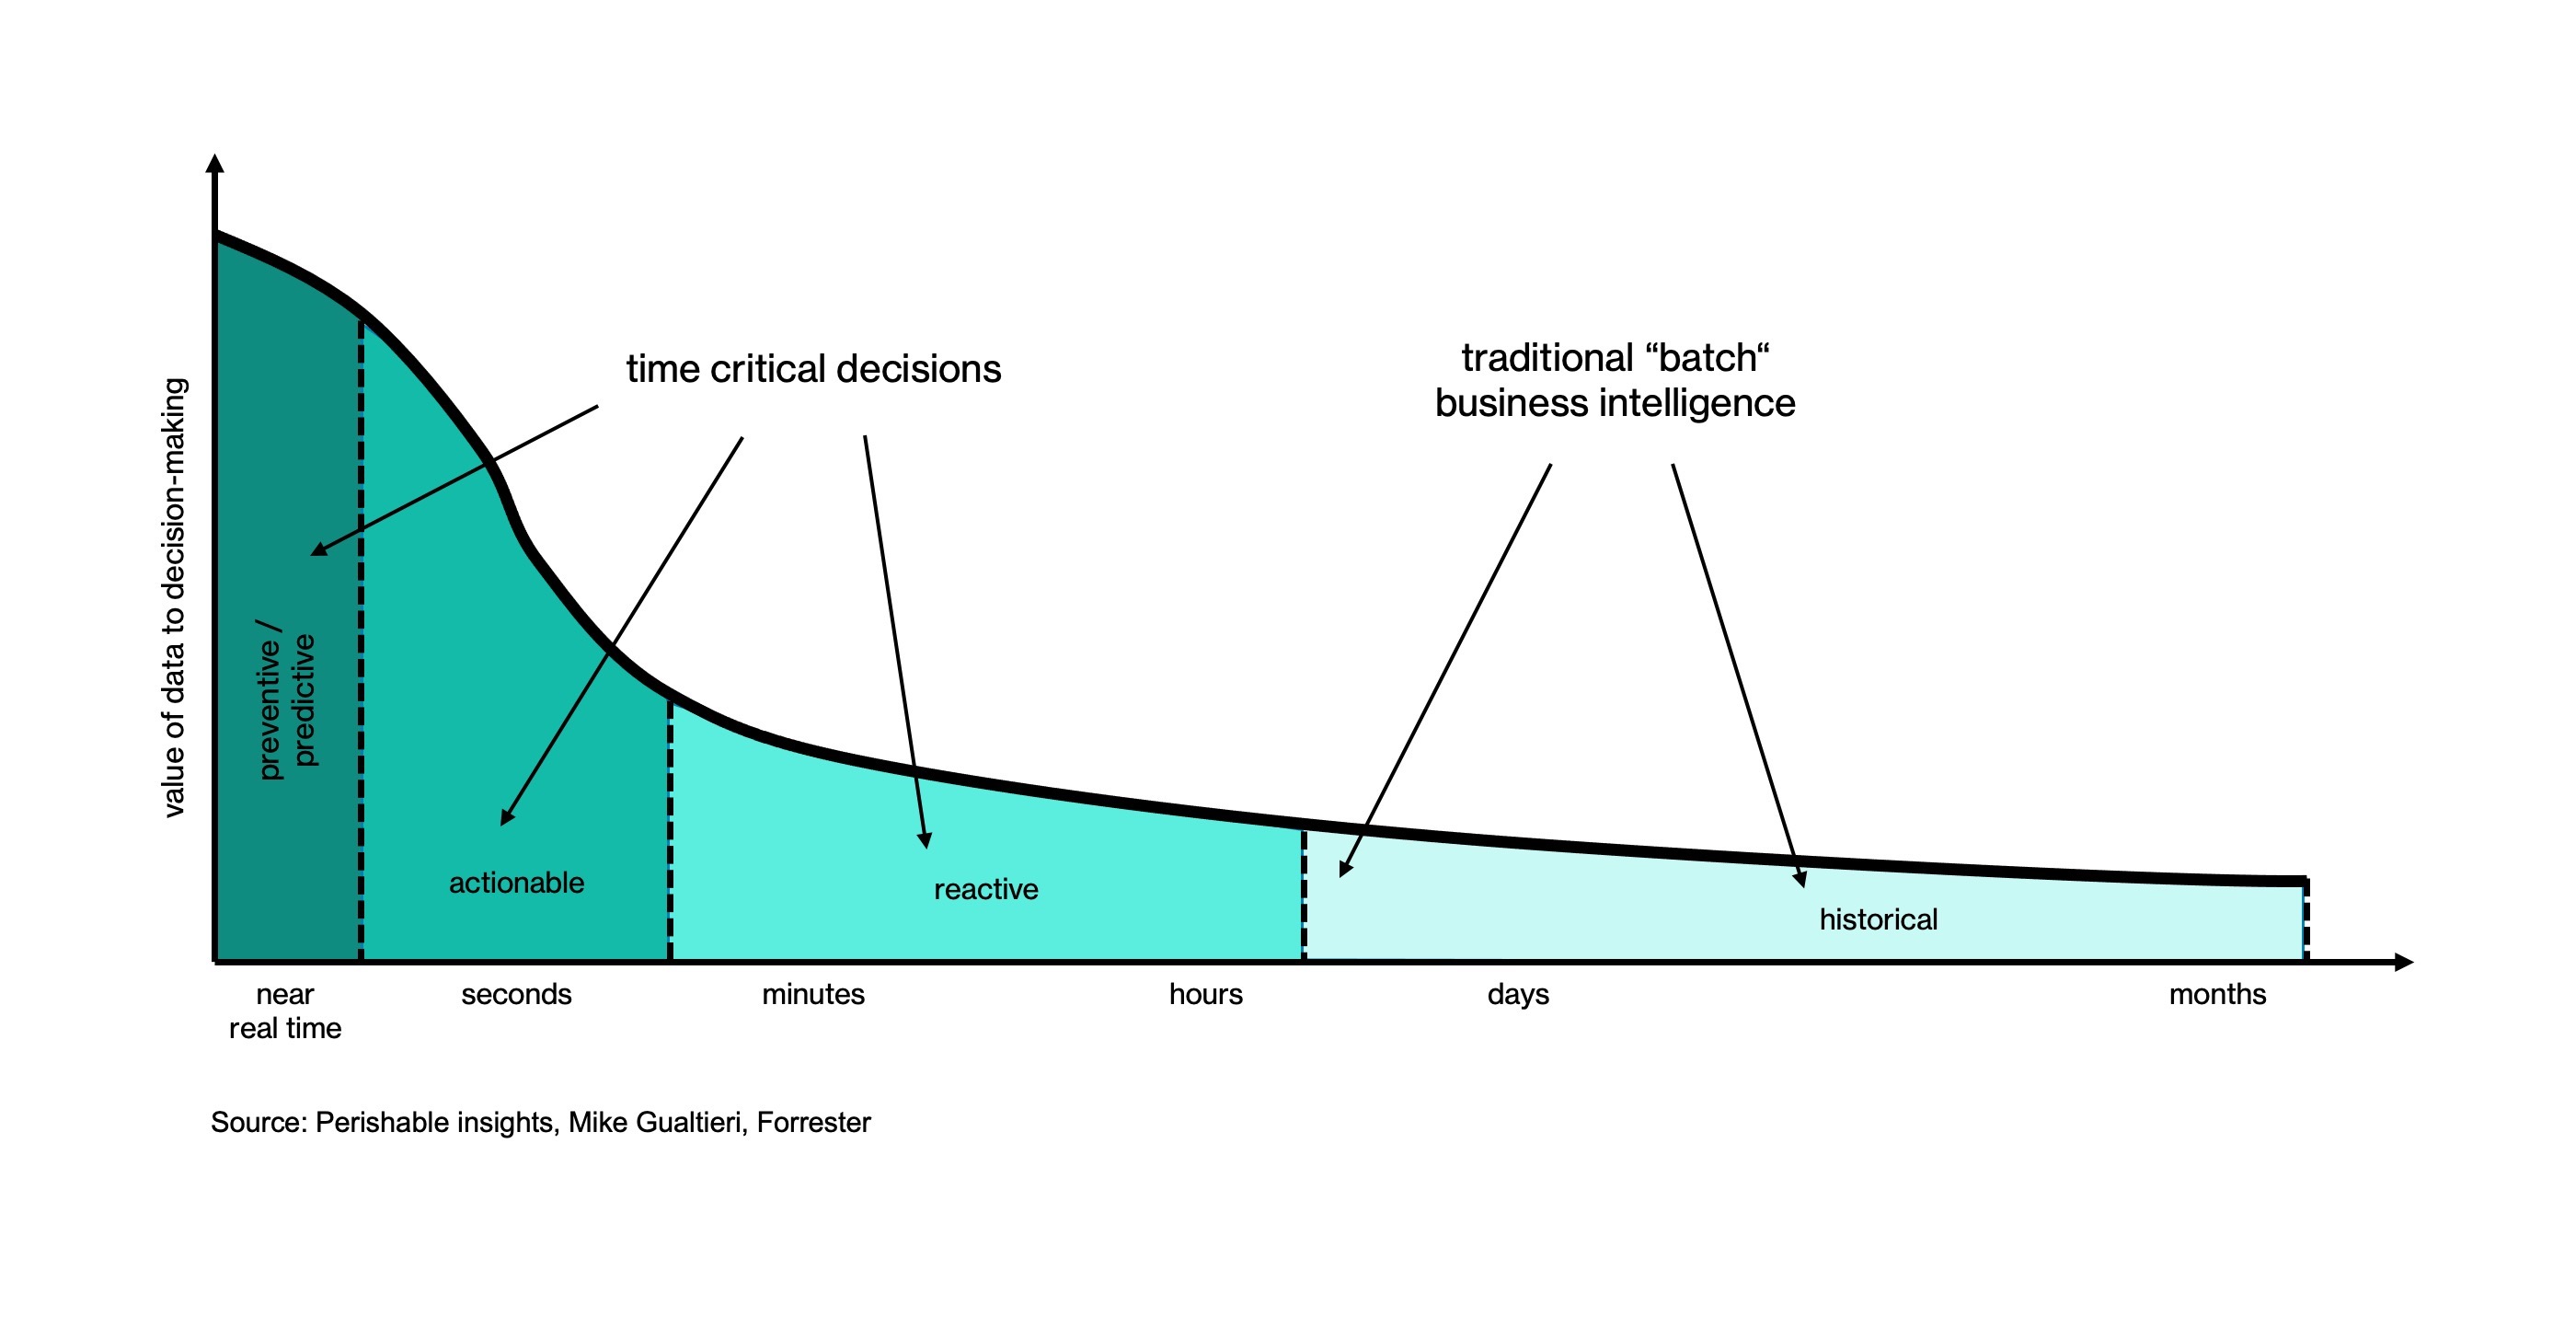 value of data to decision-making
time critical decisions
traditional “batch“
business intelligence
preventive /
predictive
actionable
reactive
historical
near
real time
seconds
minutes
hours
days
months
Source: Perishable insights, Mike Gualtieri, Forrester